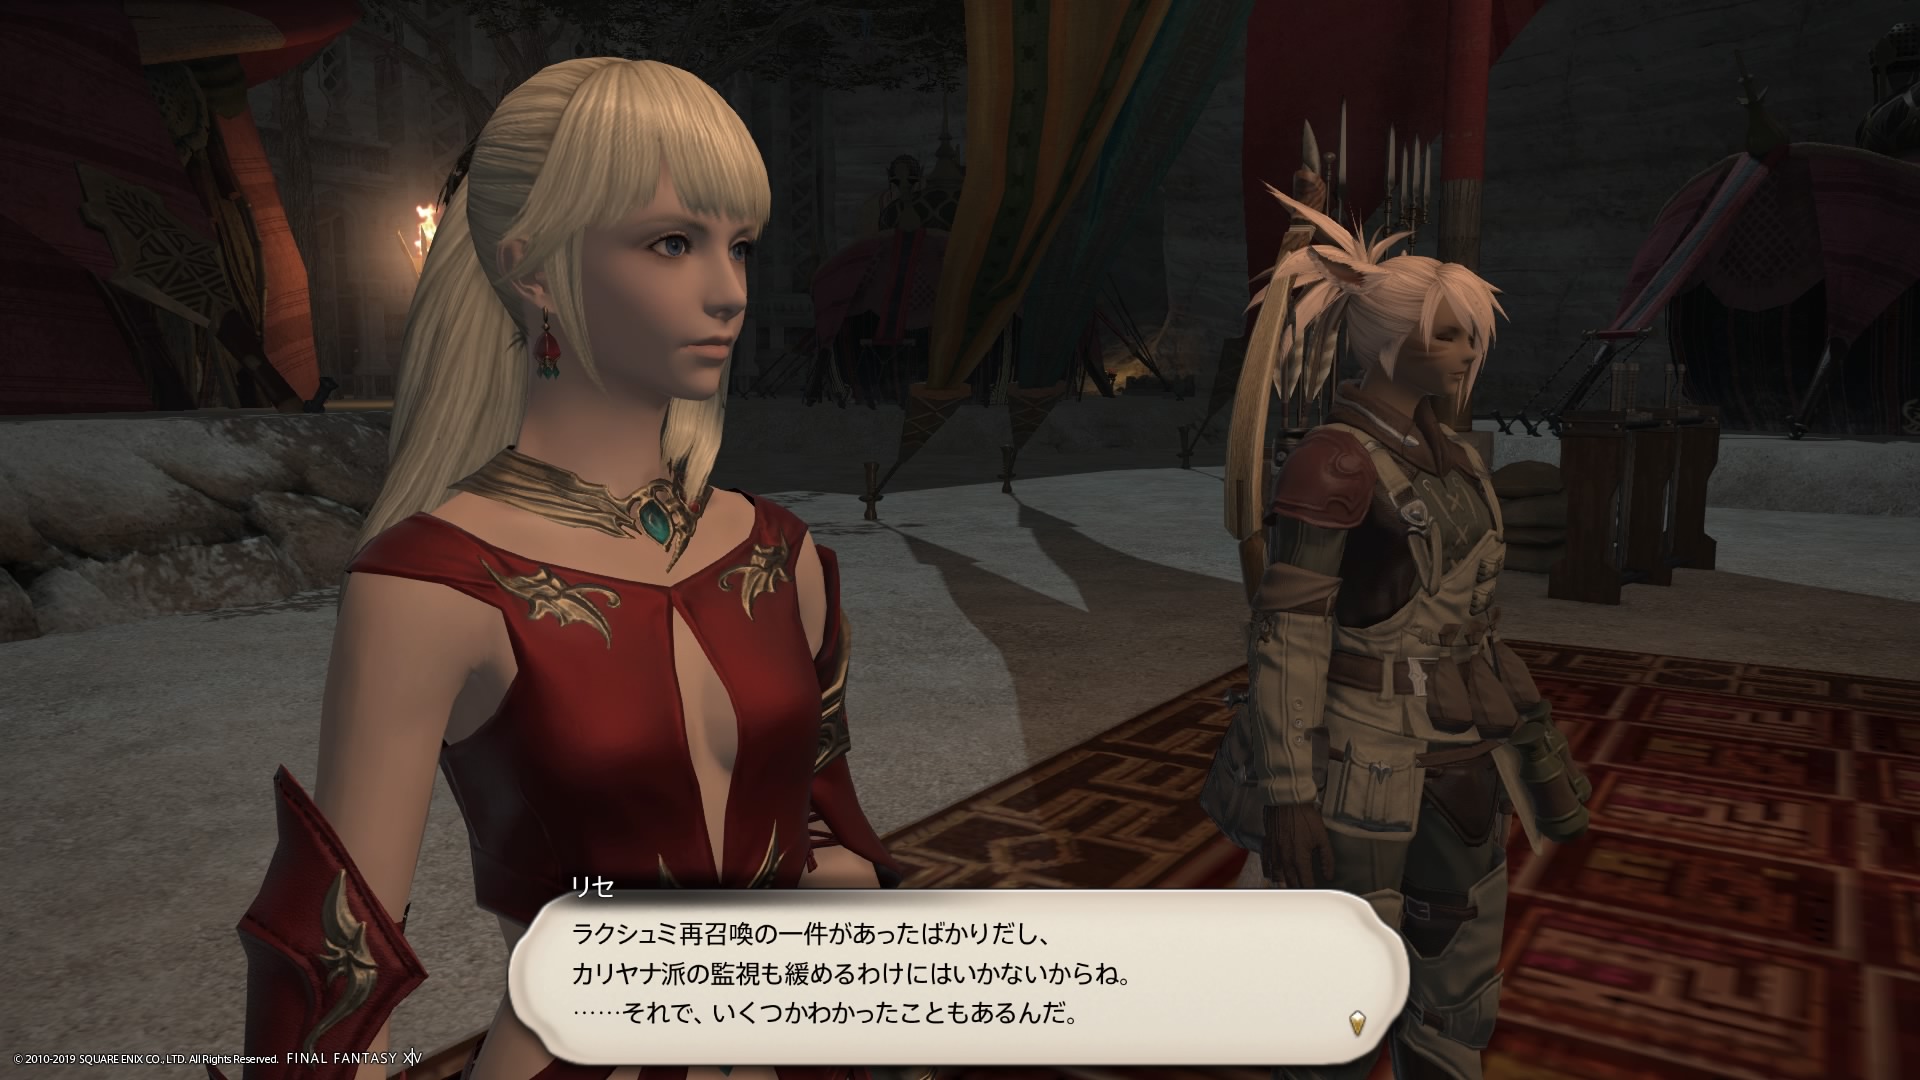 リセ
ラクシュミ再召喚の一件があったばかりだし、
カリヤナ派の監視も緩めるわけにはいかないからね。
……それで、いくつかわかったこともあるんだ。
© 2010-2019 SQUARE ENIX CO., LTD. All Rights Reserved. FINAL FANTASY XIV